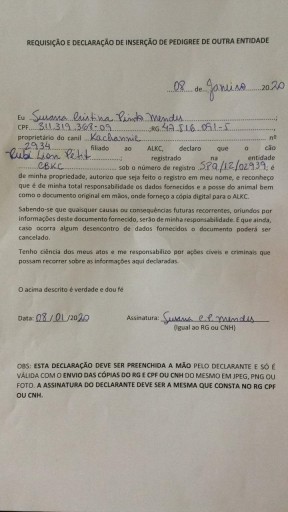 REQUISIÇÃO E DECLARAÇÃO DE INSERÇÃO DE PEDIGREE DE OUTRA ENTIDADE
08 de Janeiro 2020
Eu Susana Cristina Pinto Mendes
CPF 311.319.368-09 RG 42.516.091-5
proprietário do canil Kachannie nº
2934 filiado ao ALKC, declaro que o cão
Rubi Lion Petit registrado na entidade
CBKC sob o número de registro SPA/12/02939, é
de minha propriedade, autorizo que seja feito o registro em meu nome, e reconheço
que é de minha total responsabilidade os dados fornecidos e a posse do animal bem
como o documento original em mãos, onde forneço a cópia digital para o ALKC.
Sabendo-se que quaisquer causas ou consequências futuras recorrentes, oriundos por
informações deste documento fornecido, serão de minha responsabilidade. E que ainda,
caso ocorra algum desencontro de dados fornecidos o documento poderá ser
cancelado.
Tenho ciência dos meus atos e me responsabilizo por ações cíveis e criminais que
possam recorrer sobre as informações aqui declaradas.
O acima descrito é verdade e dou fé
Data: 08/01/2020 Assinatura: Susana C.P. Mendes
(Igual ao RG ou CNH)
OBS: ESTA DECLARAÇÃO DEVE SER PREENCHIDA A MÃO PELO DECLARANTE E SÓ É
VÁLIDA COM O ENVIO DAS CÓPIAS DO RG E CPF OU CNH DO MESMO EM JPEG, PNG OU
FOTO. A ASSINATURA DO DECLARANTE DEVE SER A MESMA QUE CONSTA NO RG CPF
OU CNH.